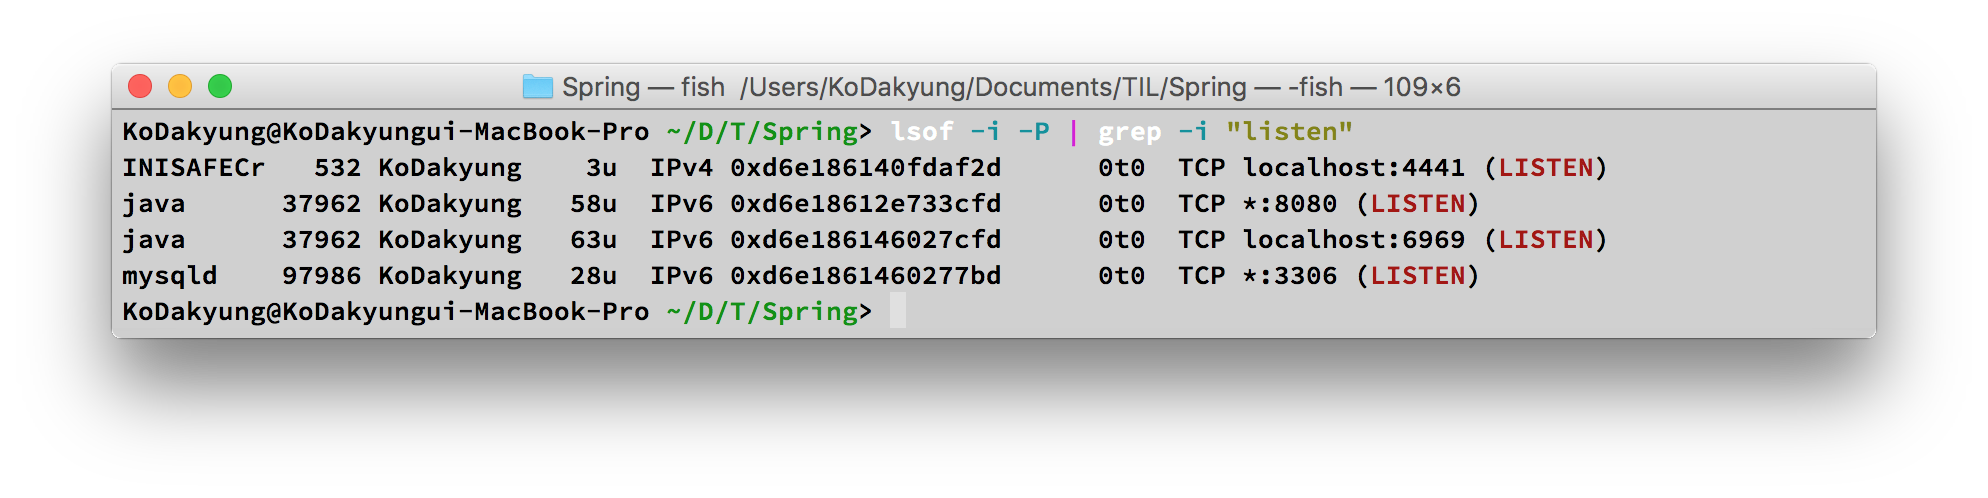 Spring — fish  /Users/KoDakyung/Documents/TIL/Spring — -fish — 109×6
KoDakyung@KoDakyungui-MacBook-Pro ~/D/T/Spring> lsof -i -P | grep -i "listen"
INISAFECr   532 KoDakyung    3u  IPv4 0xd6e186140fdaf2d      0t0  TCP localhost:4441 (LISTEN)
java      37962 KoDakyung   58u  IPv6 0xd6e18612e733cfd      0t0  TCP *:8080 (LISTEN)
java      37962 KoDakyung   63u  IPv6 0xd6e186146027cfd      0t0  TCP localhost:6969 (LISTEN)
mysqld    97986 KoDakyung   28u  IPv6 0xd6e1861460277bd      0t0  TCP *:3306 (LISTEN)
KoDakyung@KoDakyungui-MacBook-Pro ~/D/T/Spring>